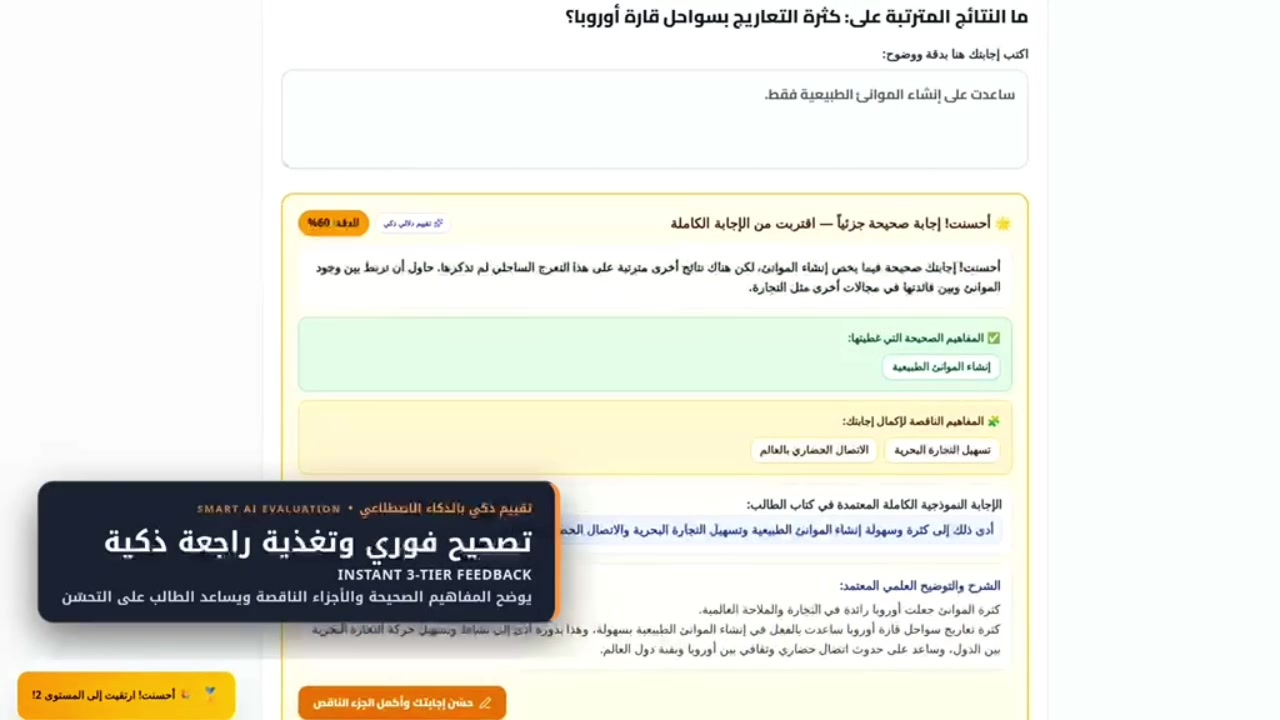 ما النتائج المترتبة على: كثرة التعاريج بسواحل قارة أوروبا؟
اكتب إجابتك هنا بدقة ووضوح:
ساعدت على إنشاء الموانئ الطبيعية فقط.
🌟 أحسنت! إجابة صحيحة جزئياً — اقتربت من الإجابة الكاملة
تقييم دلالي ذكي
الدقة: 60%
أحسنت! إجابتك صحيحة فيما يخص إنشاء الموانئ، لكن هناك نتائج أخرى مترتبة على هذا التعرج الساحلي لم تذكرها. حاول أن تربط بين وجود
الموانئ وبين فائدتها في مجالات أخرى مثل التجارة.
✅ المفاهيم الصحيحة التي غطيتها:
إنشاء الموانئ الطبيعية
🧩 المفاهيم الناقصة لإكمال إجابتك:
تسهيل التجارة البحرية
الاتصال الحضاري بالعالم
الإجابة النموذجية الكاملة المعتمدة في كتاب الطالب:
أدى ذلك إلى كثرة وسهولة إنشاء الموانئ الطبيعية وتسهيل التجارة البحرية والاتصال
الشرح والتوضيح العلمي المعتمد:
كثرة الموانئ جعلت أوروبا رائدة في التجارة والملاحة العالمية.
كثرة تعاريج سواحل قارة أوروبا ساعدت بالفعل في إنشاء الموانئ الطبيعية بسهولة، وهذا بدوره أدى إلى نشاط وتسهيل حركة التجارة البحرية
بين الدول، وساعد على حدوث اتصال حضاري وثقافي بين أوروبا وبقية دول العالم.
حسّن إجابتك وأكمل الجزء الناقص
تقييم ذكي بالذكاء الاصطناعي • SMART AI EVALUATION
تصحيح فوري وتغذية راجعة ذكية
INSTANT 3-TIER FEEDBACK
يوضح المفاهيم الصحيحة والأجزاء الناقصة ويساعد الطالب على التحسّن
أحسنت! ارتقيت إلى المستوى 2!